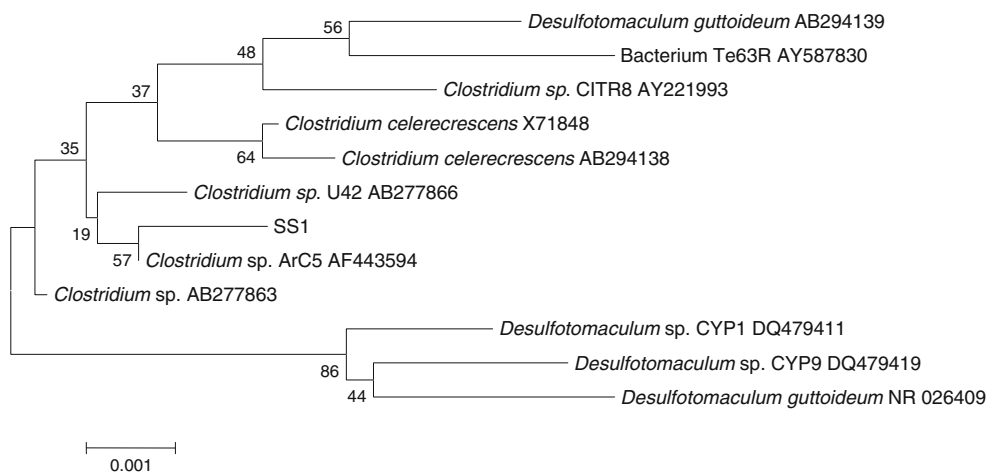 Desulfotomaculum guttoideum AB294139
56
Bacterium Te63R AY587830
48
Clostridium sp. CITR8 AY221993
37
Clostridium celerecrescens X71848
64
Clostridium celerecrescens AB294138
35
Clostridium sp. U42 AB277866
19
SS1
57
Clostridium sp. ArC5 AF443594
Clostridium sp. AB277863
Desulfotomaculum sp. CYP1 DQ479411
86
Desulfotomaculum sp. CYP9 DQ479419
44
Desulfotomaculum guttoideum NR 026409
0.001